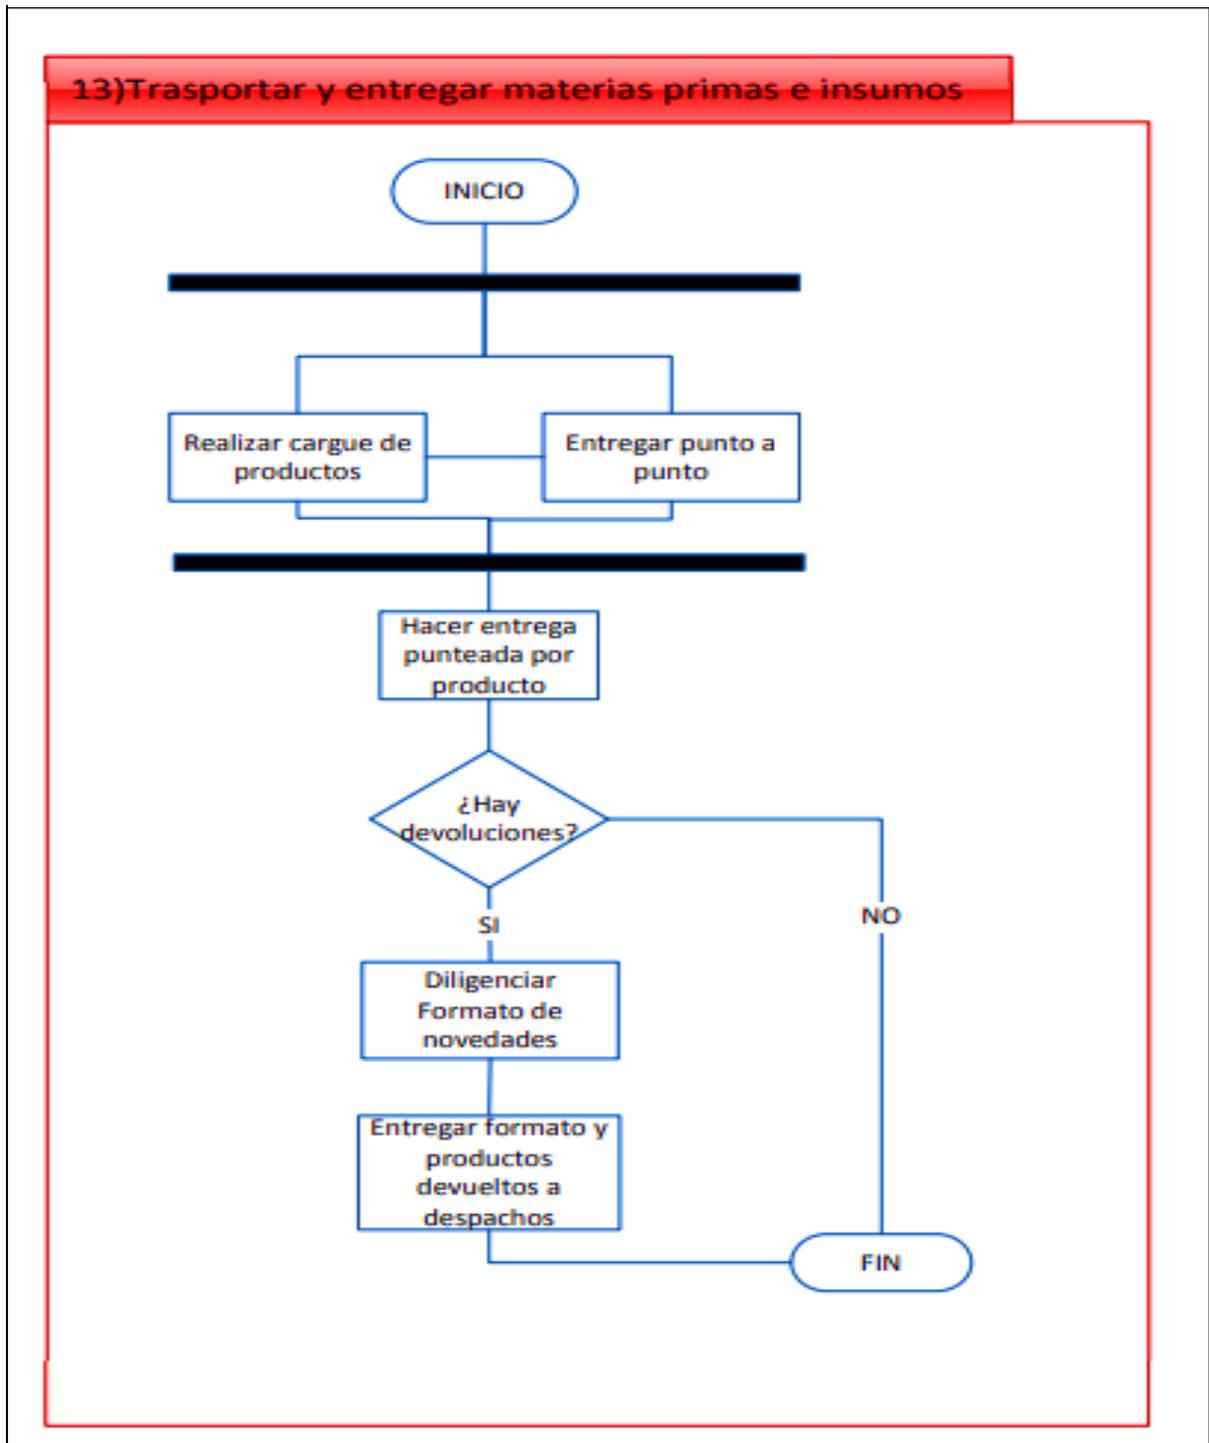 13)Trasportar y entregar materias primas e insumos
INICIO
Realizar cargue de
productos
Entregar punto a
punto
Hacer entrega
punteada por
producto
¿Hay
devoluciones?
SI
NO
Diligenciar
Formato de
novedades
Entregar formato y
productos
devueltos a
despachos
FIN